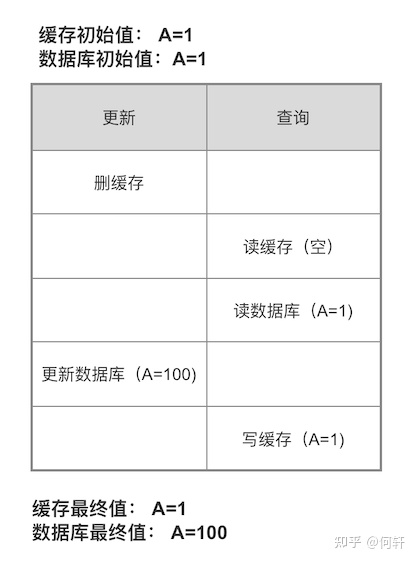 缓存初始值： A=1
数据库初始值：A=1
更新 查询
删缓存
读缓存（空）
读数据库（A=1)
更新数据库（A=100)
写缓存（A=1)
缓存最终值： A=1
数据库最终值： A=100
知乎 @何轩